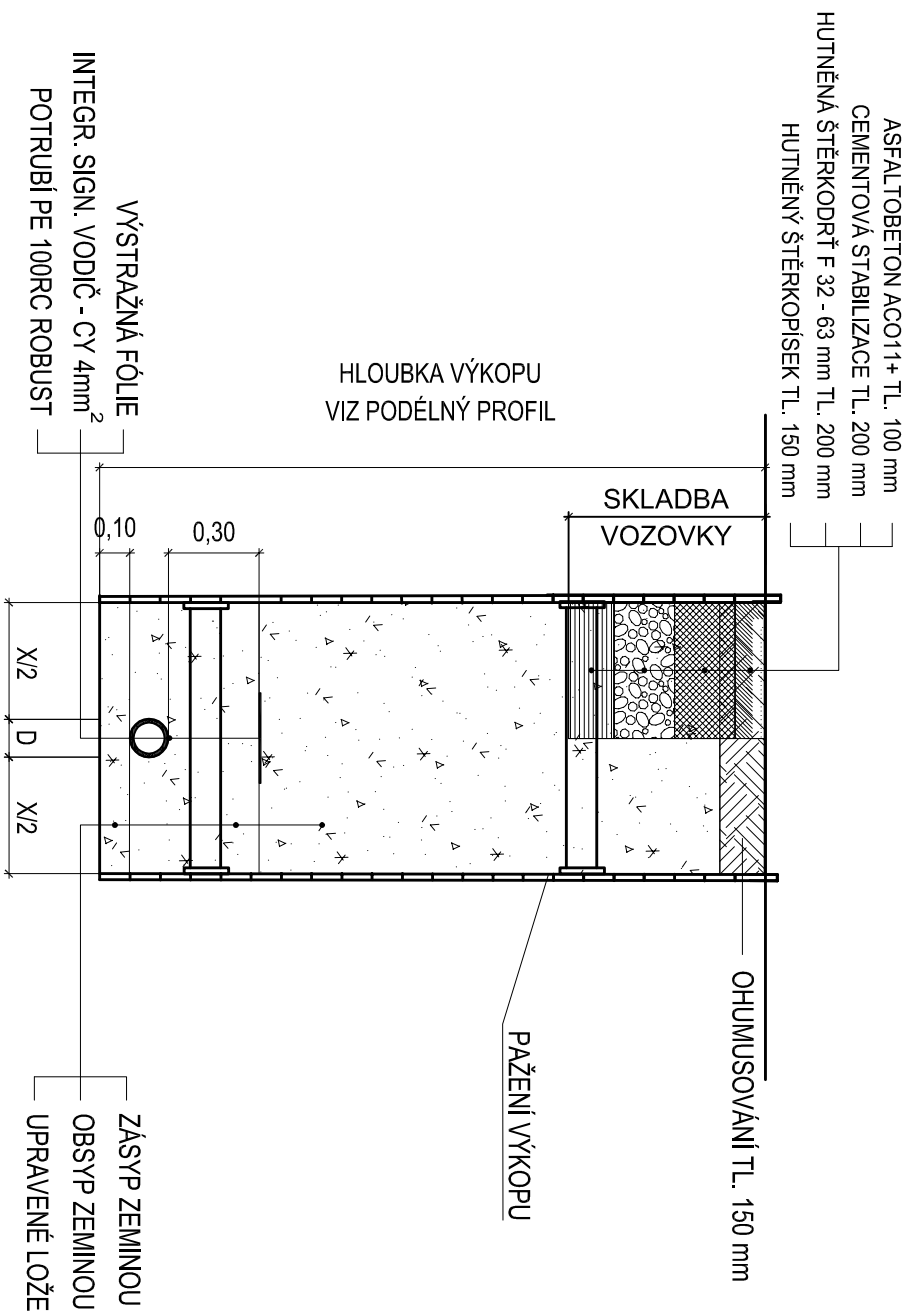 ASFALTOBETON ACO11+ TL. 100 mm
CEMENTOVÁ STABILIZACE TL. 200 mm
HUTNĚNÁ ŠTĚRKODRŤ F 32 - 63 mm TL. 200 mm
HUTNĚNÝ ŠTĚRKOPÍSEK TL. 150 mm
SKLADBA
VOZOVKY
HLOUBKA VÝKOPU
VIZ PODÉLNÝ PROFIL
0,30
0,10
VÝSTRAŽNÁ FÓLIE
INTEGR. SIGN. VODIČ - CY 4mm²
POTRUBÍ PE 100RC ROBUST
X/2
D
X/2
OHUMUSOVÁNÍ TL. 150 mm
PAŽENÍ VÝKOPU
ZÁSYP ZEMINOU
OBSYP ZEMINOU
UPRAVENÉ LOŽE